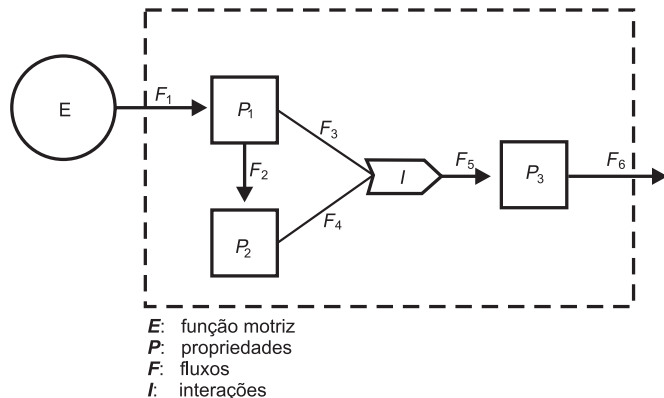 E
F1
P1
F2
P2
F3
F4
I
F5
P3
F6
E: função motriz
P: propriedades
F: fluxos
I: interações